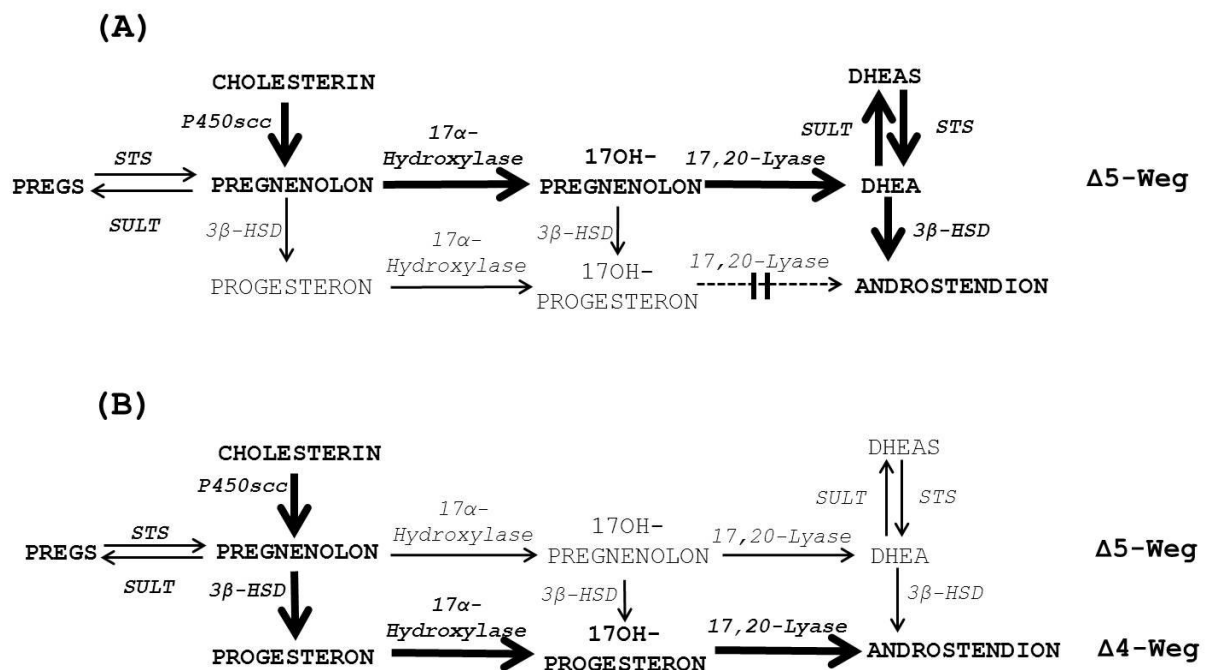 (A)
CHOLESTERIN
DHEAS
P450scc
SULT
STS
17α-
Hydroxylase
17OH-
17,20-Lyase
STS
PREGS
PREGNENOLON
PREGNENOLON
DHEA
Δ5-Weg
SULT
3β-HSD
17α-
Hydroxylase
3β-HSD
17,20-Lyase
3β-HSD
PROGESTERON
17OH-
PROGESTERON
ANDROSTENDION
(B)
CHOLESTERIN
DHEAS
P450scc
SULT
STS
17α-
Hydroxylase
17OH-
17,20-Lyase
STS
PREGS
PREGNENOLON
PREGNENOLON
DHEA
Δ5-Weg
SULT
3β-HSD
17α-
Hydroxylase
3β-HSD
17,20-Lyase
3β-HSD
PROGESTERON
17OH-
PROGESTERON
ANDROSTENDION
Δ4-Weg